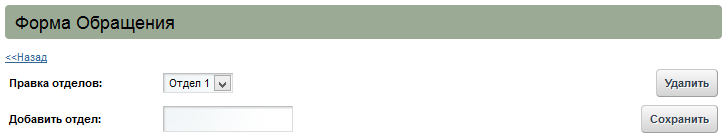 Форма Обращения
<<Назад
Правка отделов: Отдел 1 Удалить
Добавить отдел: Сохранить